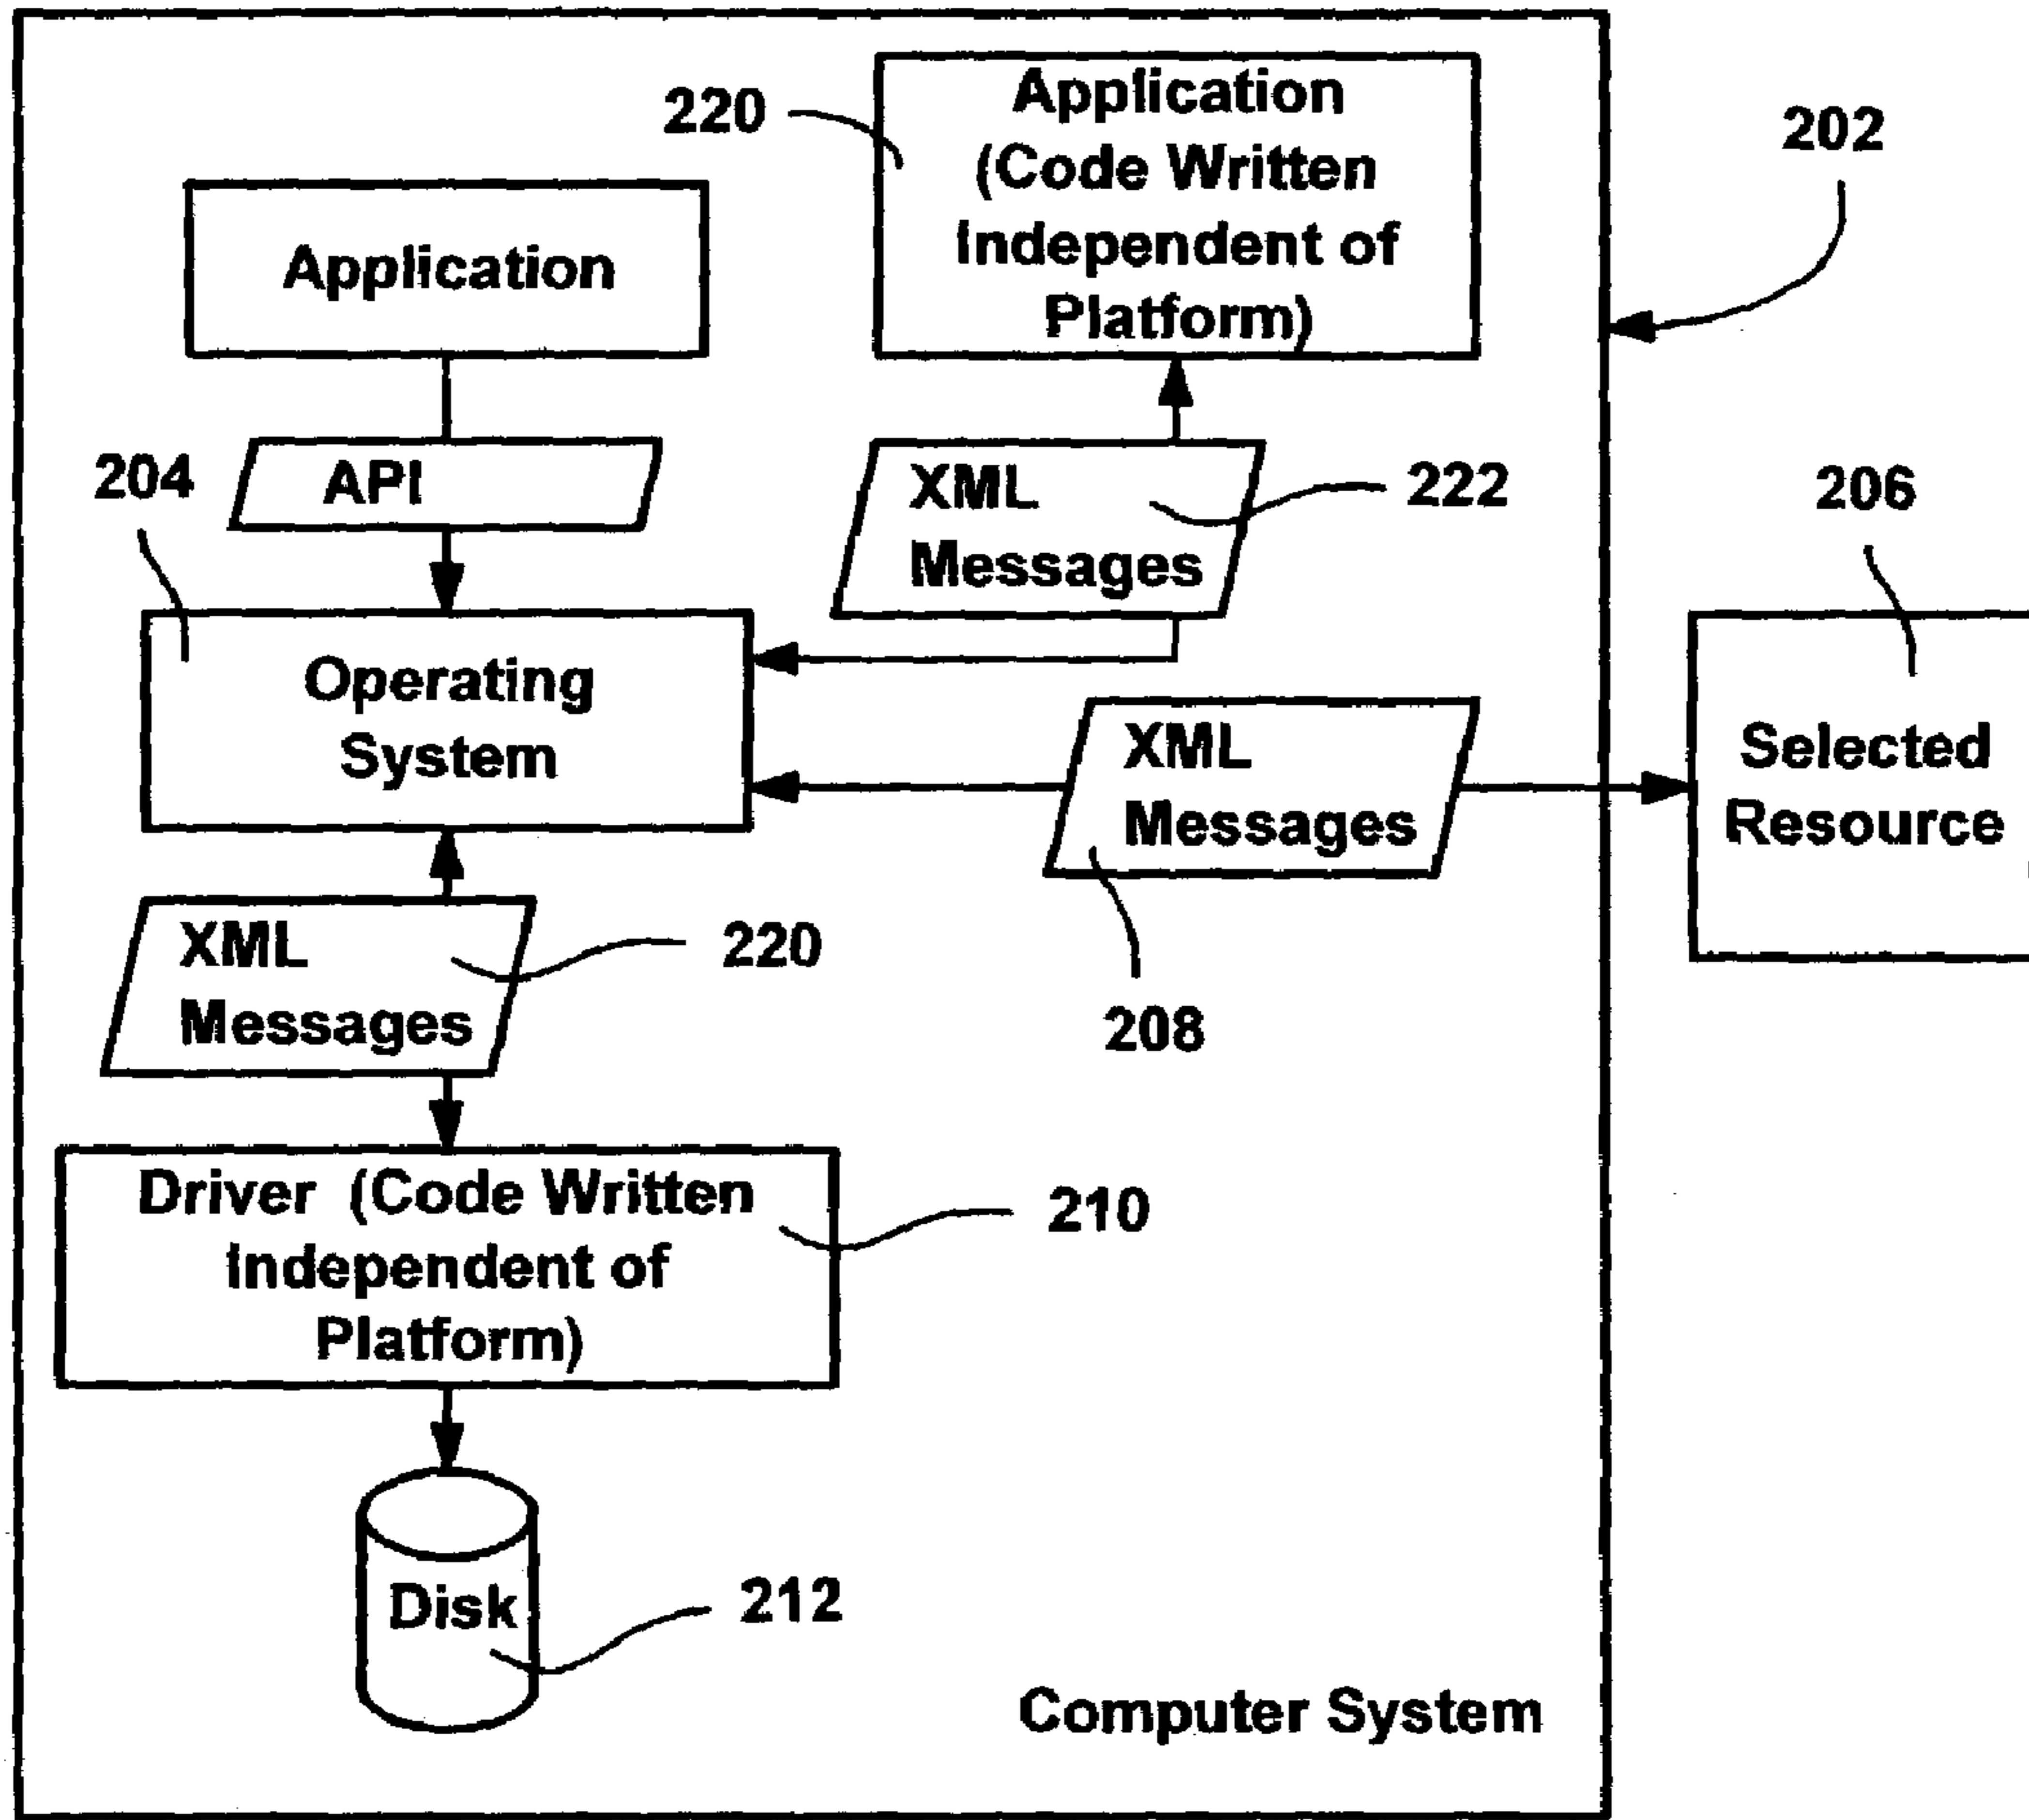 220
Application
(Code Written
Independent of
Platform)
202
Application
204
API
XML
Messages
222
206
Operating
System
XML
Messages
Selected
Resource
208
XML
Messages
220
Driver (Code Written
Independent of
Platform)
210
Disk
212
Computer System